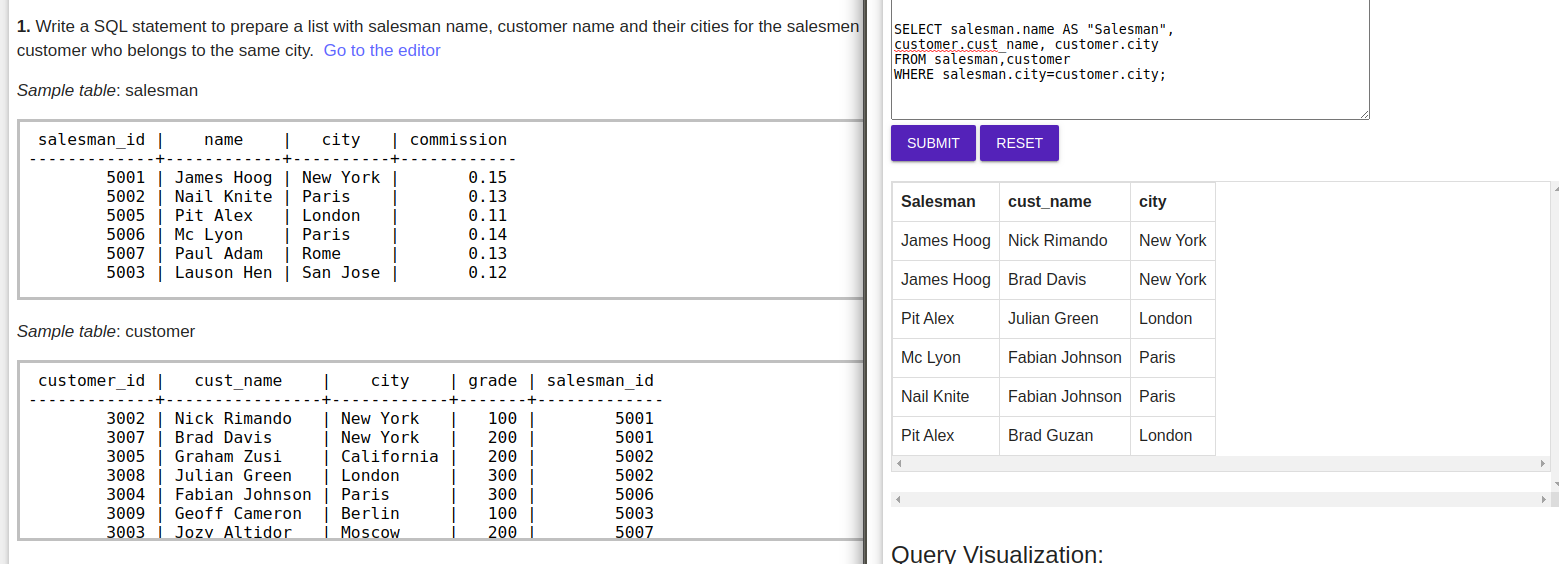 1. Write a SQL statement to prepare a list with salesman name, customer name and their cities for the salesmen
customer who belongs to the same city. Go to the editor
Sample table: salesman
salesman_id | name | city | commission
-------------+------------+----------+------------
5001 | James Hoog | New York | 0.15
5002 | Nail Knite | Paris | 0.13
5005 | Pit Alex | London | 0.11
5006 | Mc Lyon | Paris | 0.14
5007 | Paul Adam | Rome | 0.13
5003 | Lauson Hen | San Jose | 0.12
Sample table: customer
customer_id | cust_name | city | grade | salesman_id
-------------+----------------+------------+-------+-------------
3002 | Nick Rimando | New York | 100 | 5001
3007 | Brad Davis | New York | 200 | 5001
3005 | Graham Zusi | California | 200 | 5002
3008 | Julian Green | London | 300 | 5002
3004 | Fabian Johnson | Paris | 300 | 5006
3009 | Geoff Cameron | Berlin | 100 | 5003
3003 | Jozy Altidor | Moscow | 200 | 5007
SELECT salesman.name AS "Salesman",
customer.cust_name, customer.city
FROM salesman,customer
WHERE salesman.city=customer.city;
SUBMIT RESET
Salesman cust_name city
James Hoog Nick Rimando New York
James Hoog Brad Davis New York
Pit Alex Julian Green London
Mc Lyon Fabian Johnson Paris
Nail Knite Fabian Johnson Paris
Pit Alex Brad Guzan London
Query Visualization: